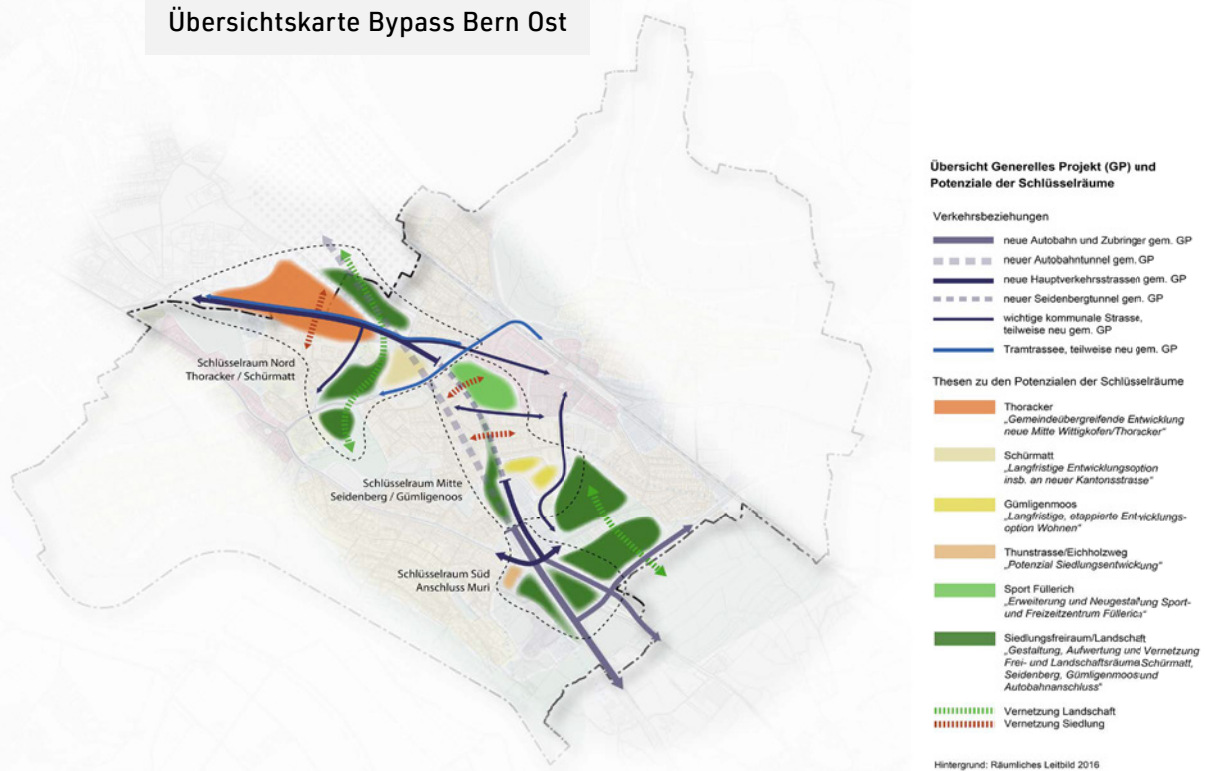 Übersichtskarte Bypass Bern Ost
Schlüsselraum Nord
Thoracker / Schürmatt
Schlüsselraum Mitte
Seidenberg / Gümligenoos
Schlüsselraum Süd
Anschluss Muri
Übersicht Generelles Projekt (GP) und
Potenziale der Schlüsselräume
Verkehrsbeziehungen
neue Autobahn und Zubringer gem. GP
neuer Autobahntunnel gem. GP
neue Hauptverkehrsstrassen gem. GP
neuer Seidenbergtunnel gem. GP
wichtige kommunale Strasse,
teilweise neu gem. GP
Tramtrassee, teilweise neu gem. GP
Thesen zu den Potenzialen der Schlüsselräume
Thoracker
„Gemeindeübergreifende Entwicklung
neue Mitte Wittigkofen/Thoracker"
Schürmatt
„Langfristige Entwicklungsoption
insb. an neuer Kantonsstrasse"
Gümligenmoos
„Langfristige, etappierte Entwicklungs-
option Wohnen"
Thunstrasse/Eichholzweg
„Potenzial Siedlungsentwicklung"
Sport Füllerich
„Erweiterung und Neugestaltung Sport-
und Freizeitzentrum Füllerich"
Siedlungsfreiraum/Landschaft
„Gestaltung, Aufwertung und Vernetzung
Frei- und Landschaftsräume Schürmatt,
Seidenberg, Gümligenmoos und
Autobahnanschluss"
Vernetzung Landschaft
Vernetzung Siedlung
Hintergrund: Räumliches Leitbild 2016